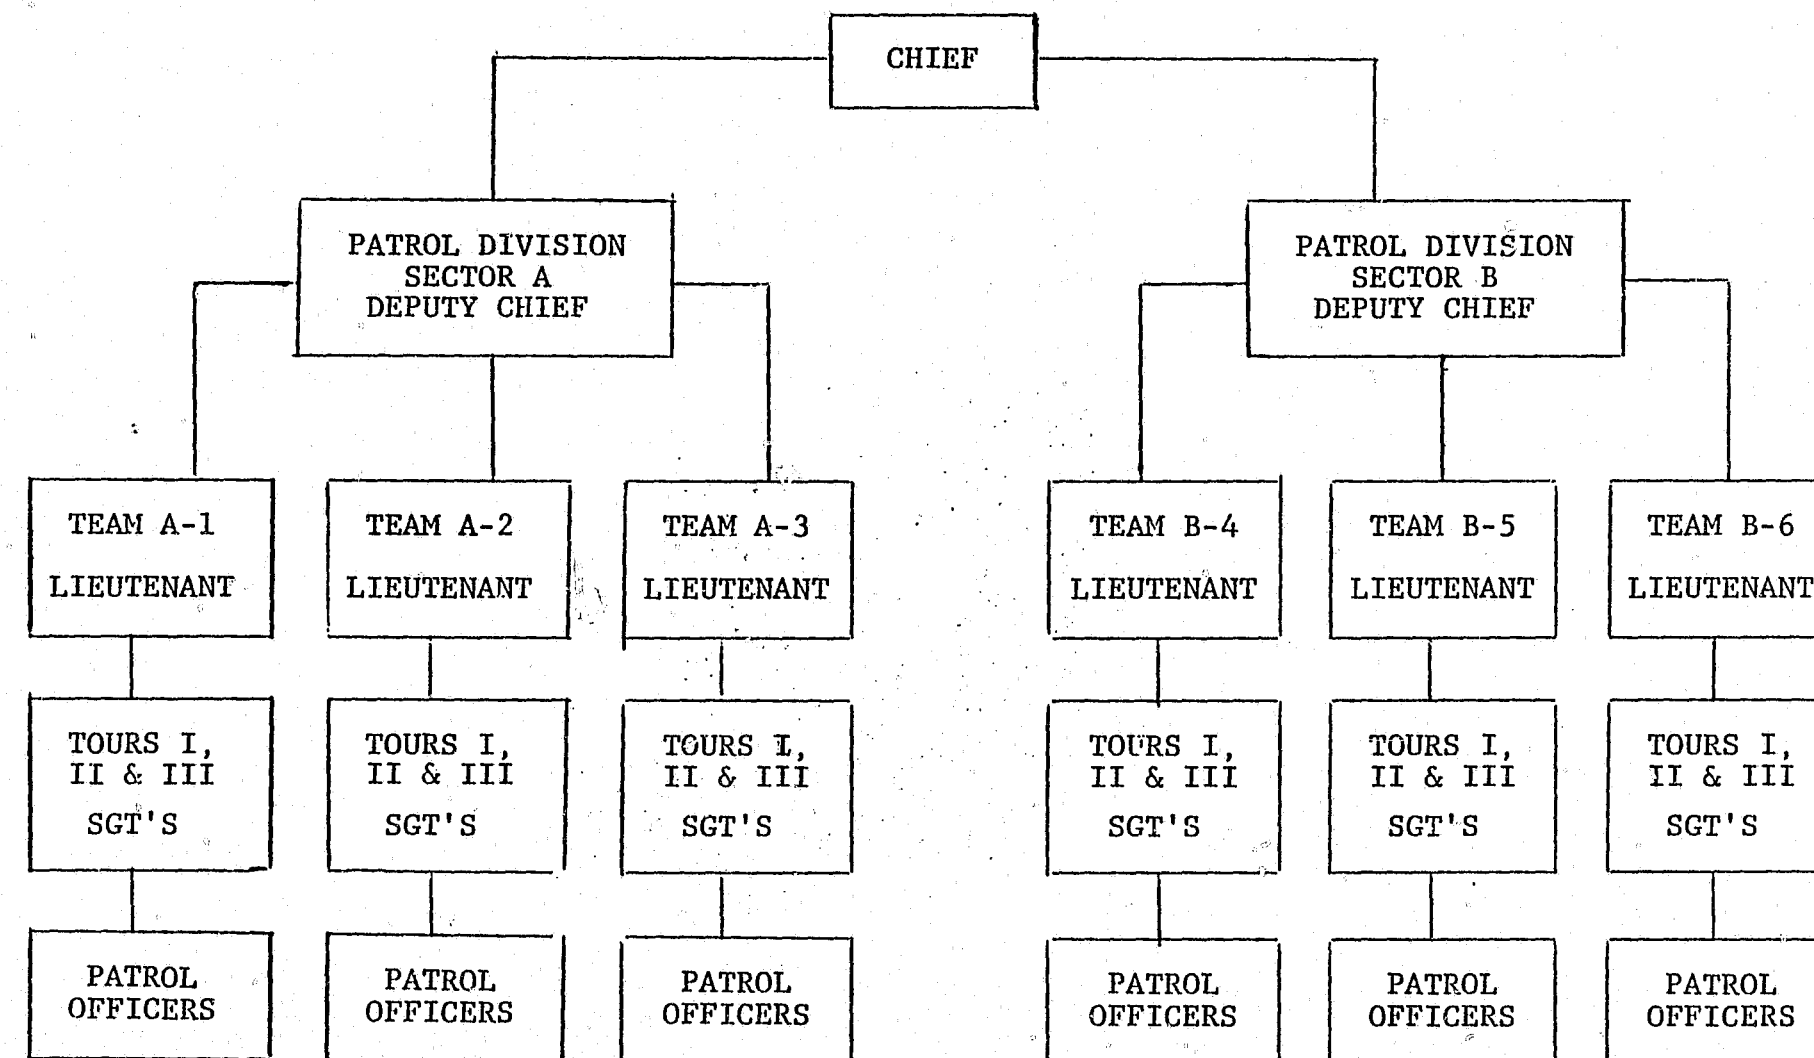 CHIEF
PATROL DIVISION
SECTOR A
DEPUTY CHIEF
PATROL DIVISION
SECTOR B
DEPUTY CHIEF
TEAM A-1
LIEUTENANT
TEAM A-2
LIEUTENANT
TEAM A-3
LIEUTENANT
TEAM B-4
LIEUTENANT
TEAM B-5
LIEUTENANT
TEAM B-6
LIEUTENANT
TOURS I,
II & III
SGT'S
TOURS I,
II & III
SGT'S
TOURS I,
II & III
SGT'S
TOURS I,
II & III
SGT'S
TOURS I,
II & III
SGT'S
TOURS I,
II & III
SGT'S
PATROL
OFFICERS
PATROL
OFFICERS
PATROL
OFFICERS
PATROL
OFFICERS
PATROL
OFFICERS
PATROL
OFFICERS